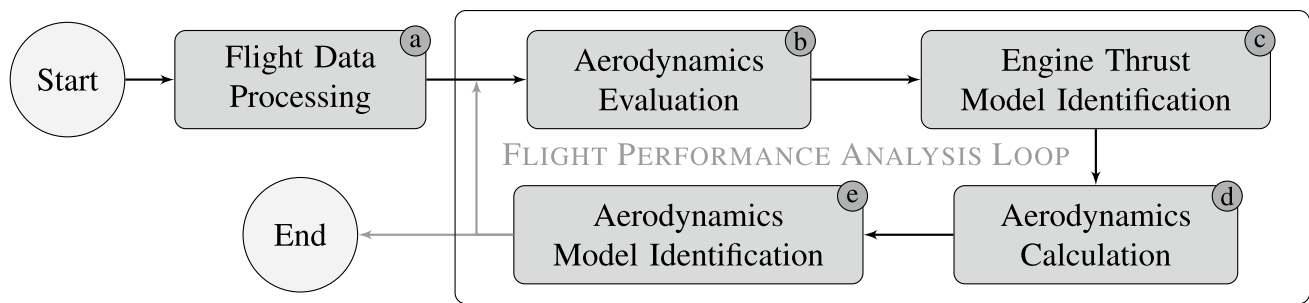 Start
Flight Data
Processing
a
Aerodynamics
Evaluation
b
Engine Thrust
Model Identification
c
FLIGHT PERFORMANCE ANALYSIS LOOP
Aerodynamics
Calculation
d
Aerodynamics
Model Identification
e
End